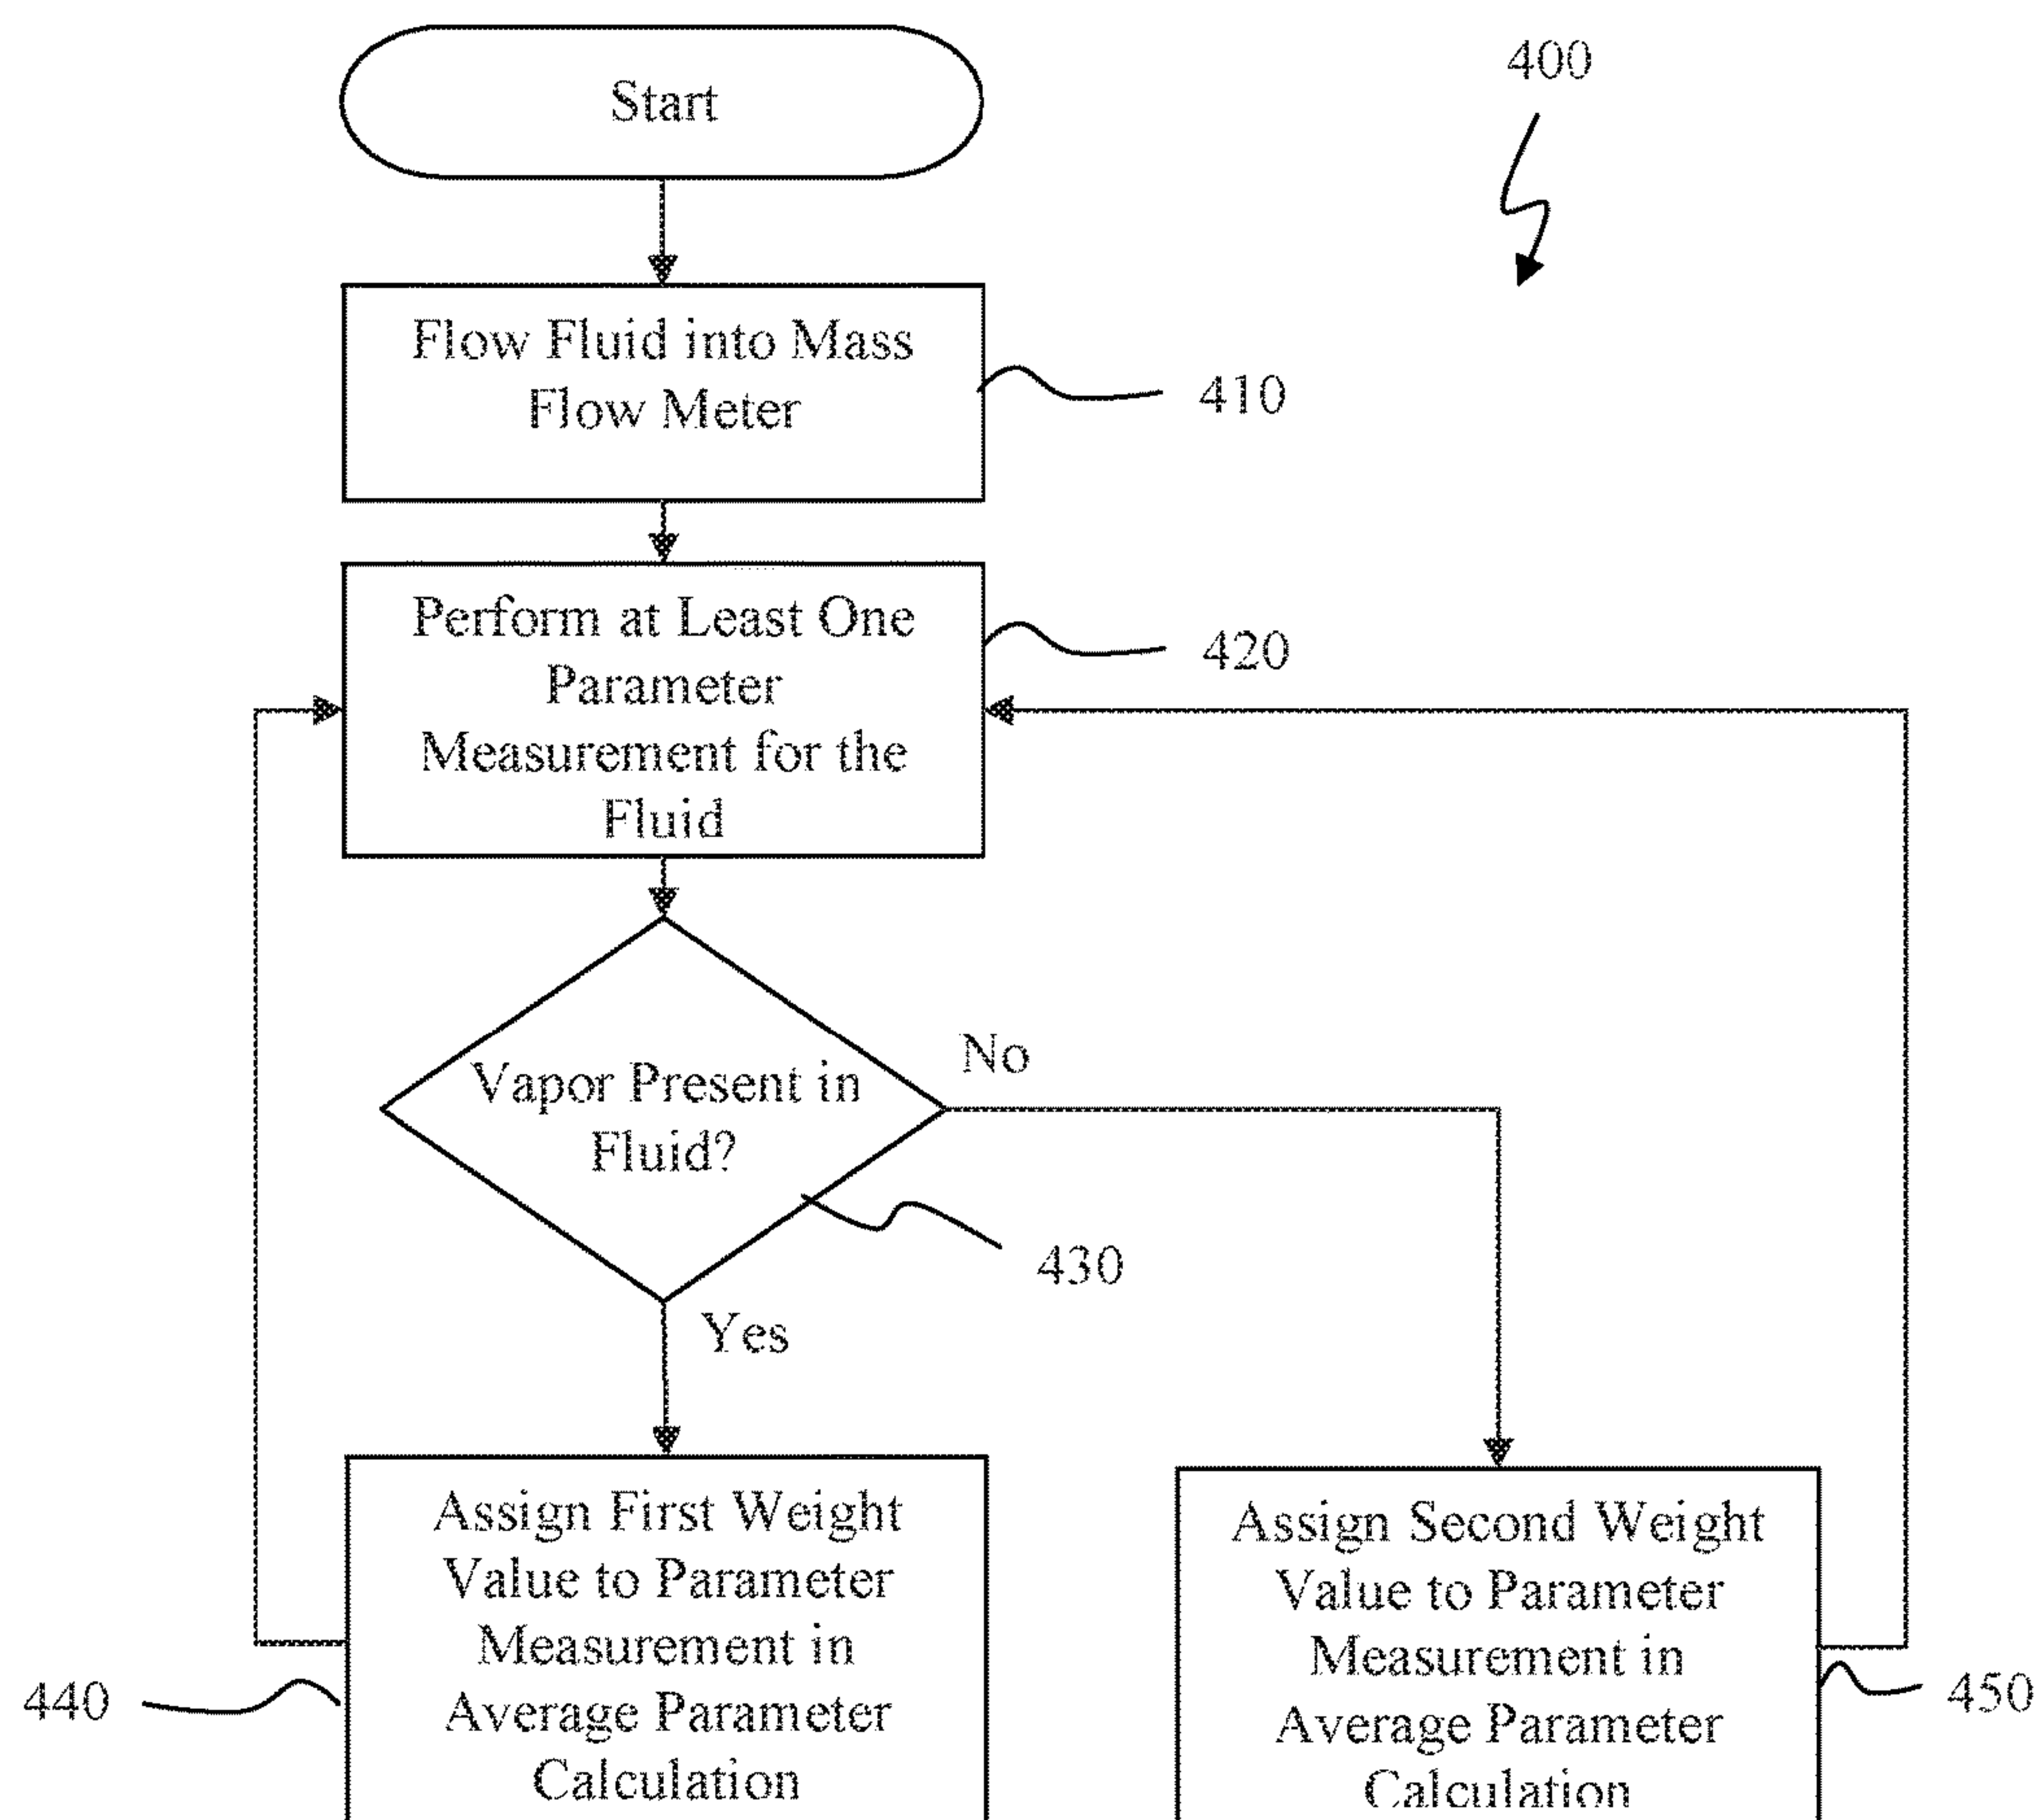 Start
400
Flow Fluid into Mass
Flow Meter
410
Perform at Least One
Parameter
Measurement for the
Fluid
420
Vapor Present in
Fluid?
No
430
Yes
Assign First Weight
Value to Parameter
Measurement in
Average Parameter
Calculation
440
Assign Second Weight
Value to Parameter
Measurement in
Average Parameter
Calculation
450